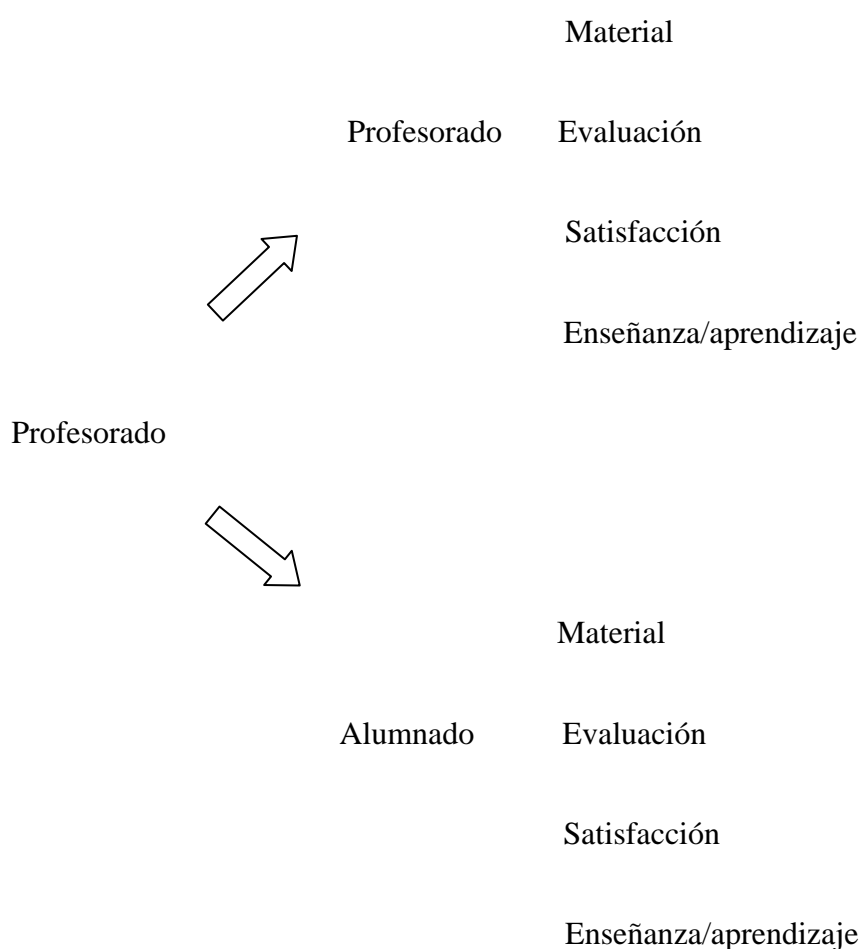 Material
Profesorado Evaluación
Satisfacción
Enseñanza/aprendizaje
Profesorado
Material
Alumnado Evaluación
Satisfacción
Enseñanza/aprendizaje